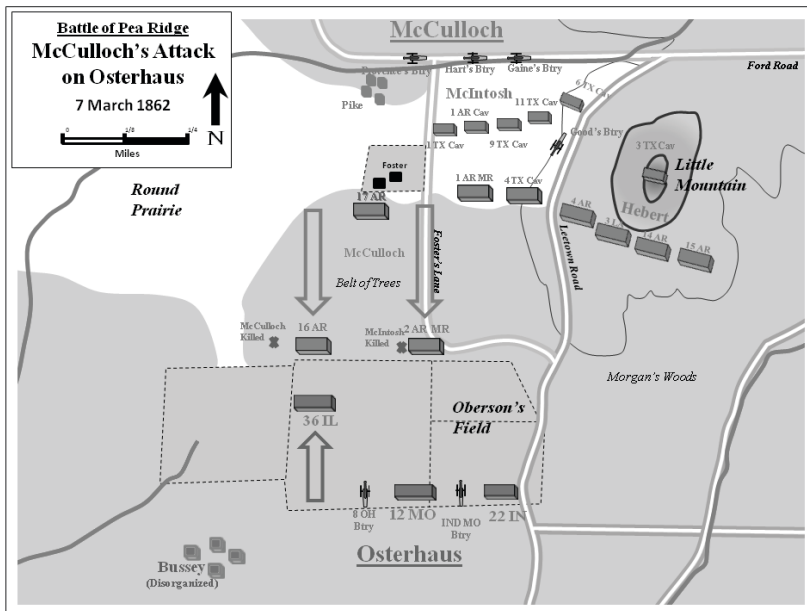 Battle of Pea Ridge
McCulloch's Attack
on Osterhaus
7 March 1862
N
0 1/8 1/4
Miles
McCulloch
Hart's Btry
Gaine's Btry
Ford Road
McIntosh
Pike
6 TX Cav
11 TX Cav
1 AR Cav
9 TX Cav
1 TX Cav
Good's Btry
3 TX Cav
Little
Mountain
Foster
1 AR MR
4 TX Cav
Round
Prairie
17 AR
Hebert
4 AR
3 LA
14 AR
15 AR
McCulloch
Foster's Lane
Leetown Road
Belt of Trees
McCulloch
Killed
16 AR
McIntosh
Killed
2 AR MR
Morgan's Woods
36 IL
Oberson's
Field
8 OH
Btry
12 MO
IND MO
Btry
22 IN
Osterhaus
Bussey
(Disorganized)